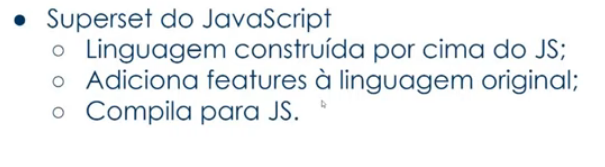 ● Superset do JavaScript
○ Linguagem construída por cima do JS;
○ Adiciona features à linguagem original;
○ Compila para JS.